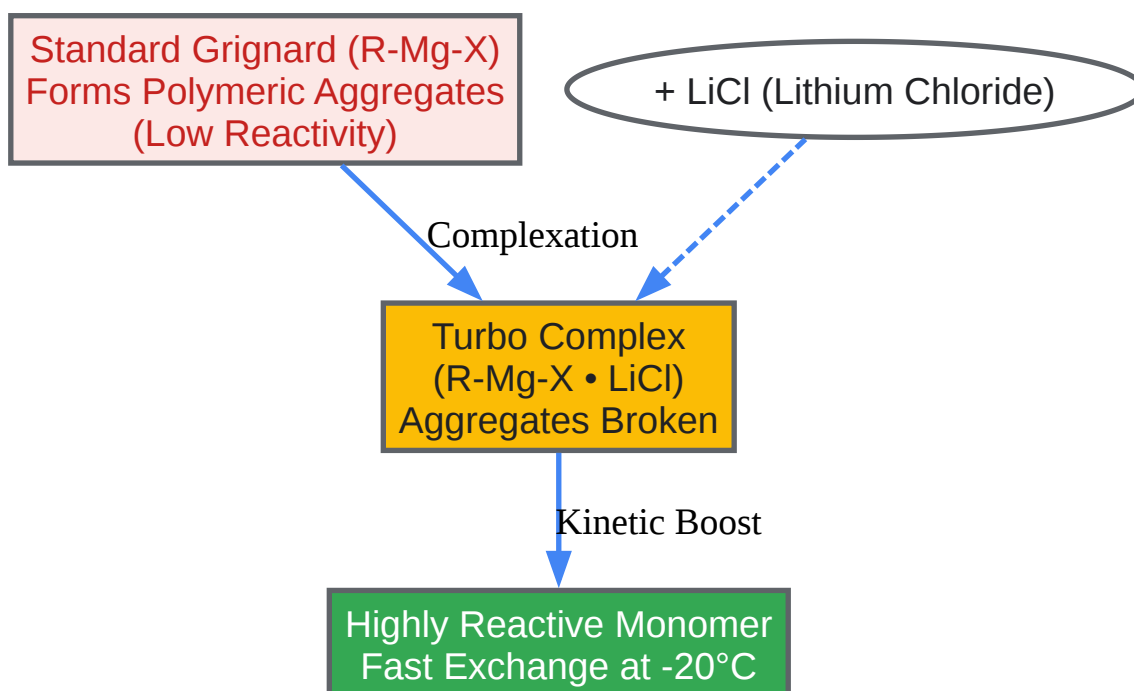 Standard Grignard (R-Mg-X)
Forms Polymeric Aggregates
(Low Reactivity)
+ LiCl (Lithium Chloride)
Complexation
Turbo Complex
(R-Mg-X • LiCl)
Aggregates Broken
Kinetic Boost
Highly Reactive Monomer
Fast Exchange at -20°C